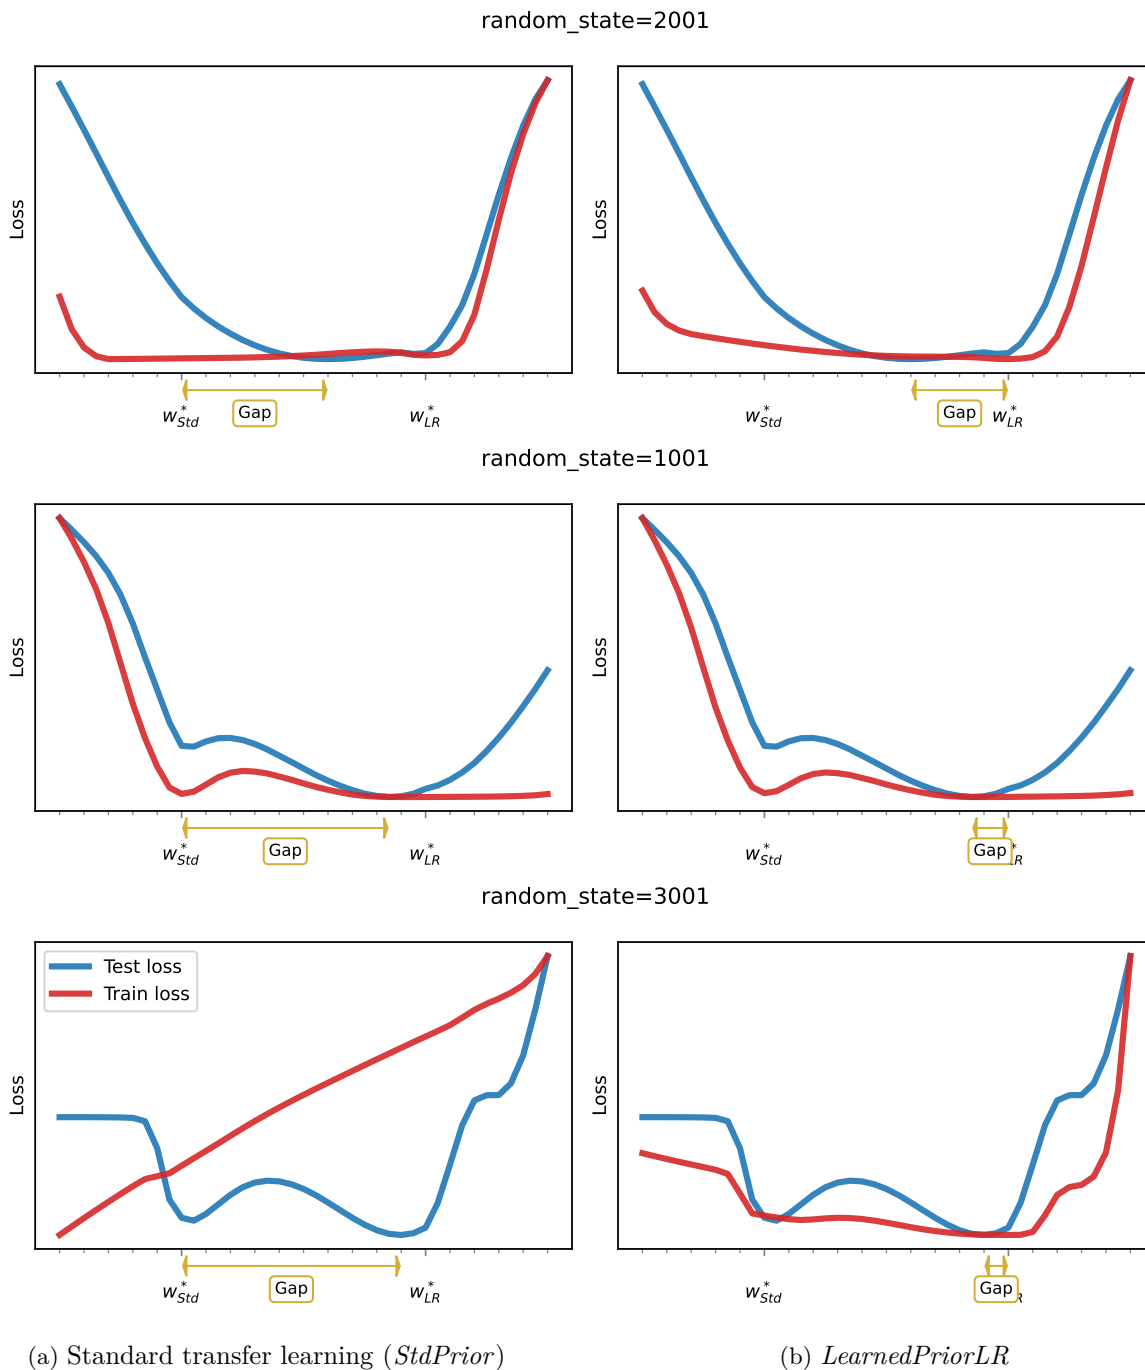 random_state=2001
Loss
Loss
Gap
Gap
w*Std
w*LR
w*Std
w*LR
random_state=1001
Loss
Loss
Gap
Gap
w*Std
w*LR
w*Std
*LR
random_state=3001
Test loss
Train loss
Loss
Loss
Gap
Gap
w*Std
w*LR
w*Std
R
(a) Standard transfer learning (StdPrior)
(b) LearnedPriorLR